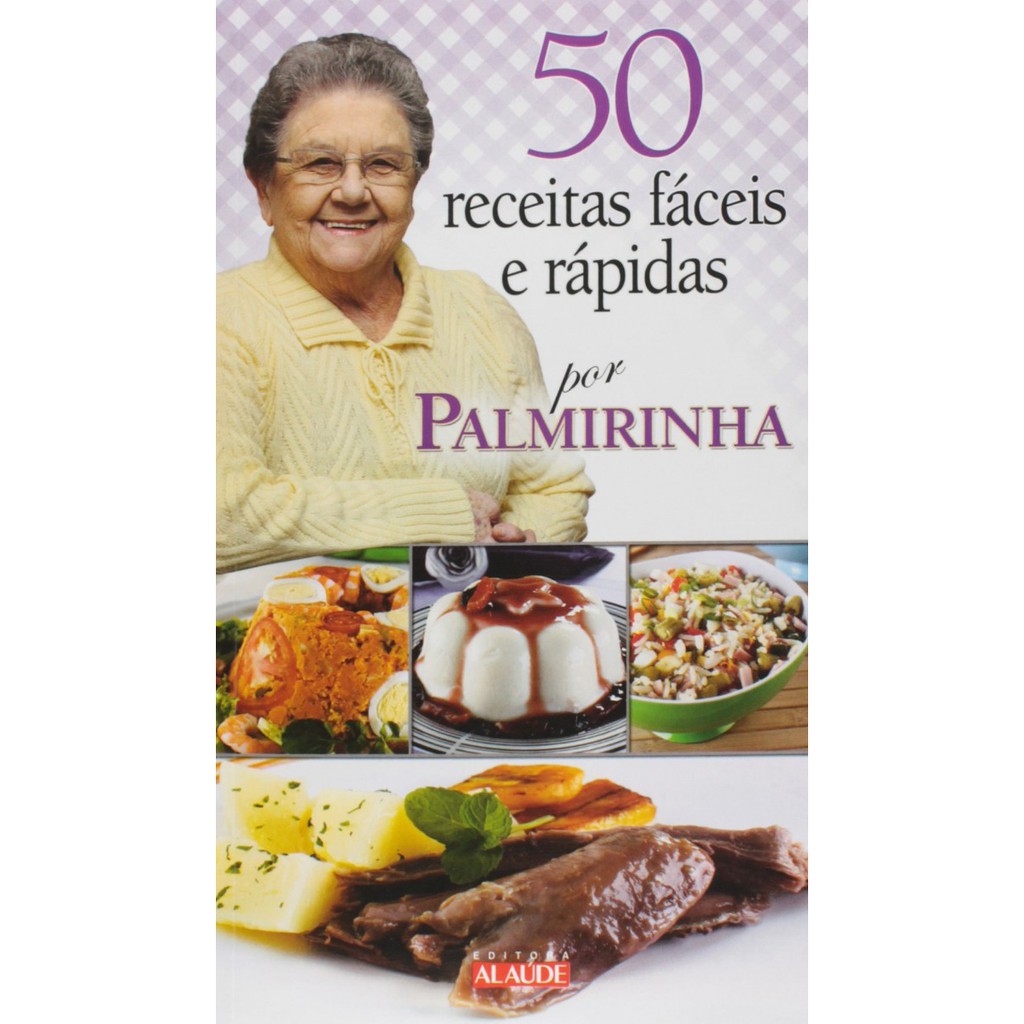 50
receitas fáceis
e rápidas
por
PALMIRINHA
EDITORA
ALAÚDE